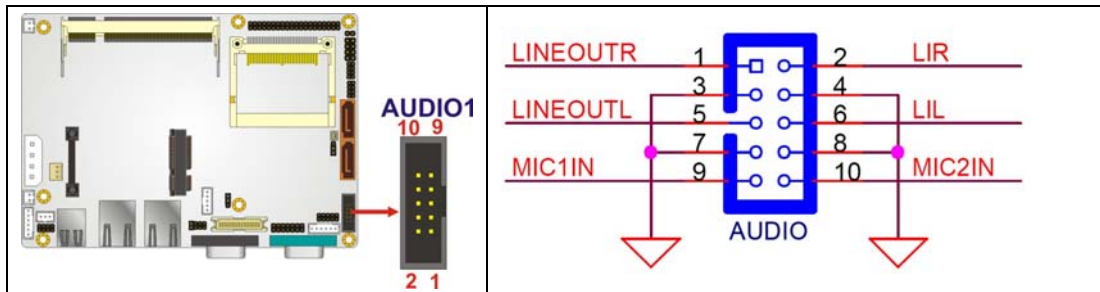 AUDIO1
10 9
2 1
LINEOUTR 1 2 LIR
3 4
LINEOUTL 5 6 LIL
7 8
MIC1IN 9 10 MIC2IN
AUDIO